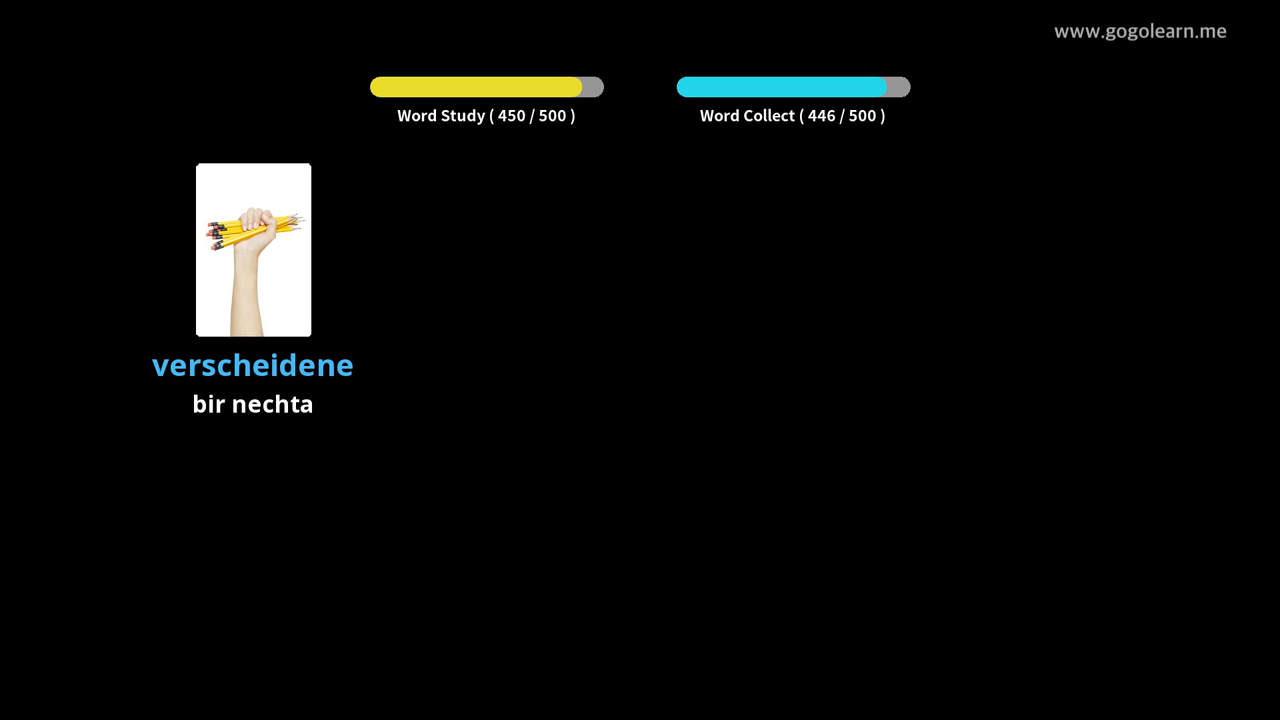 www.gogolearn.me
Word Study ( 450 / 500 )
Word Collect ( 446 / 500 )
verscheidene
bir nechta